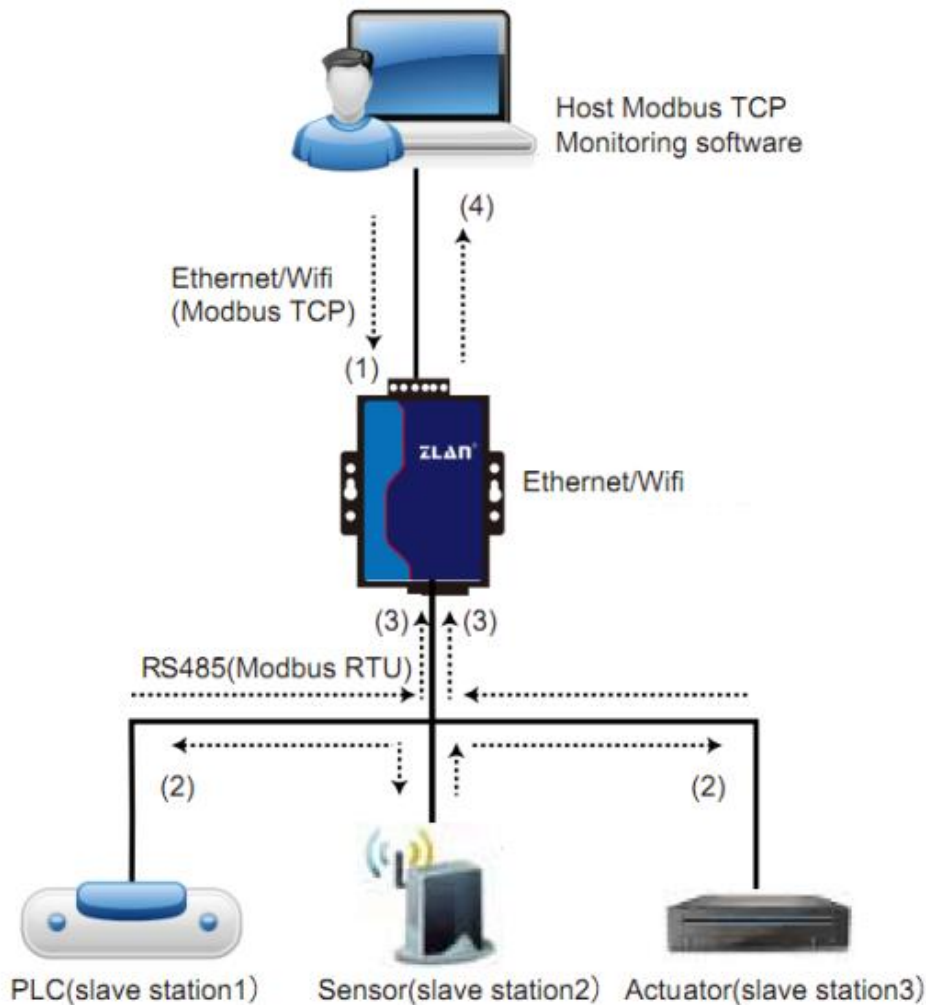 Host Modbus TCP
Monitoring software
(4)
Ethernet/Wifi
(Modbus TCP)
(1)
ZLAN®
Ethernet/Wifi
(3) (3)
RS485(Modbus RTU)
(2) (2)
PLC(slave station1) Sensor(slave station2) Actuator(slave station3)